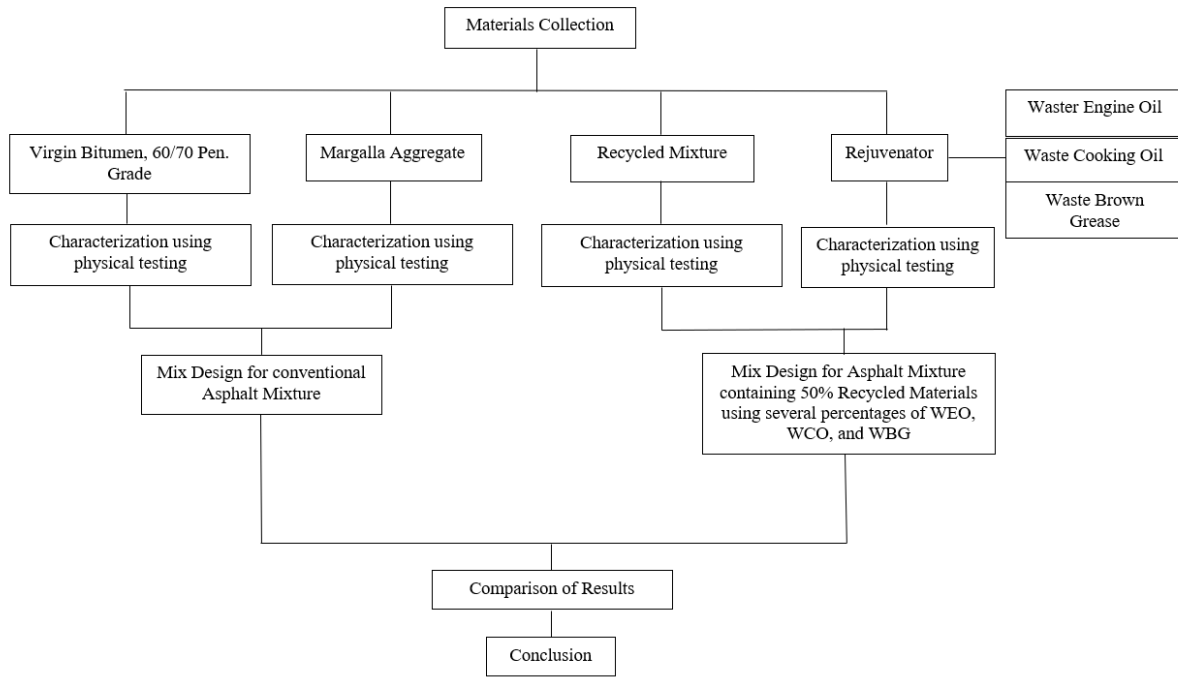 Materials Collection
Waster Engine Oil
Virgin Bitumen, 60/70 Pen.
Grade
Margalla Aggregate
Recycled Mixture
Rejuvenator
Waste Cooking Oil
Waste Brown
Grease
Characterization using
physical testing
Characterization using
physical testing
Characterization using
physical testing
Characterization using
physical testing
Mix Design for conventional
Asphalt Mixture
Mix Design for Asphalt Mixture
containing 50% Recycled Materials
using several percentages of WEO,
WCO, and WBG
Comparison of Results
Conclusion